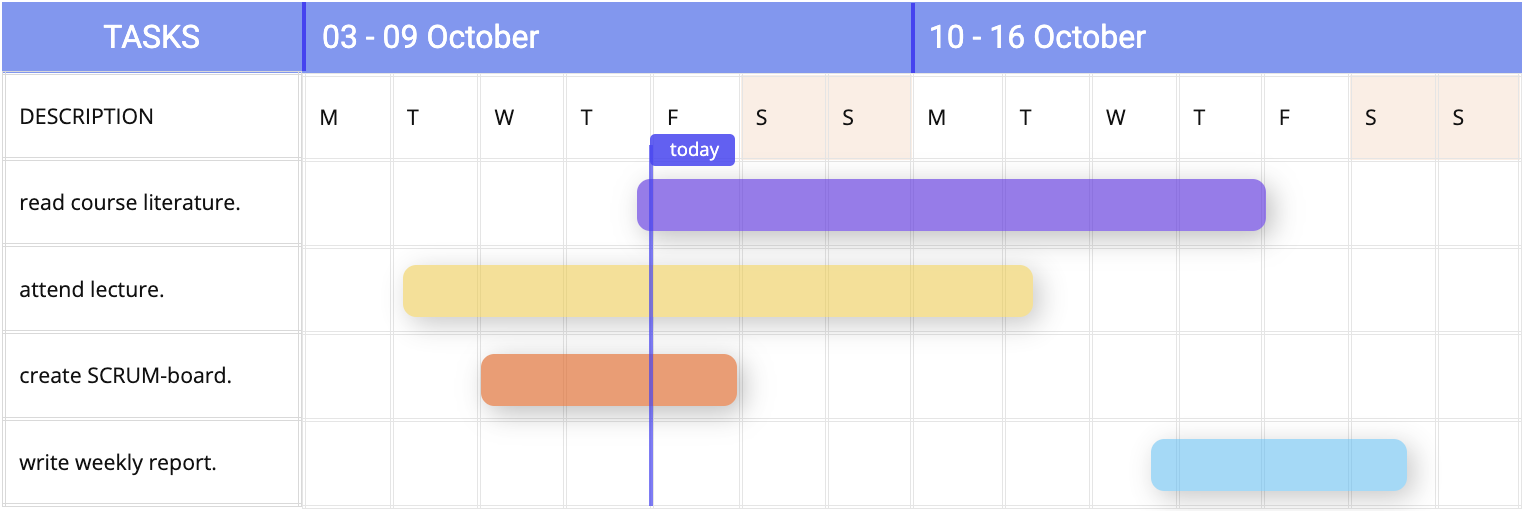 TASKS 03 - 09 October 10 - 16 October
DESCRIPTION M T W T F S S M T W T F S S
today
read course literature.
attend lecture.
create SCRUM-board.
write weekly report.